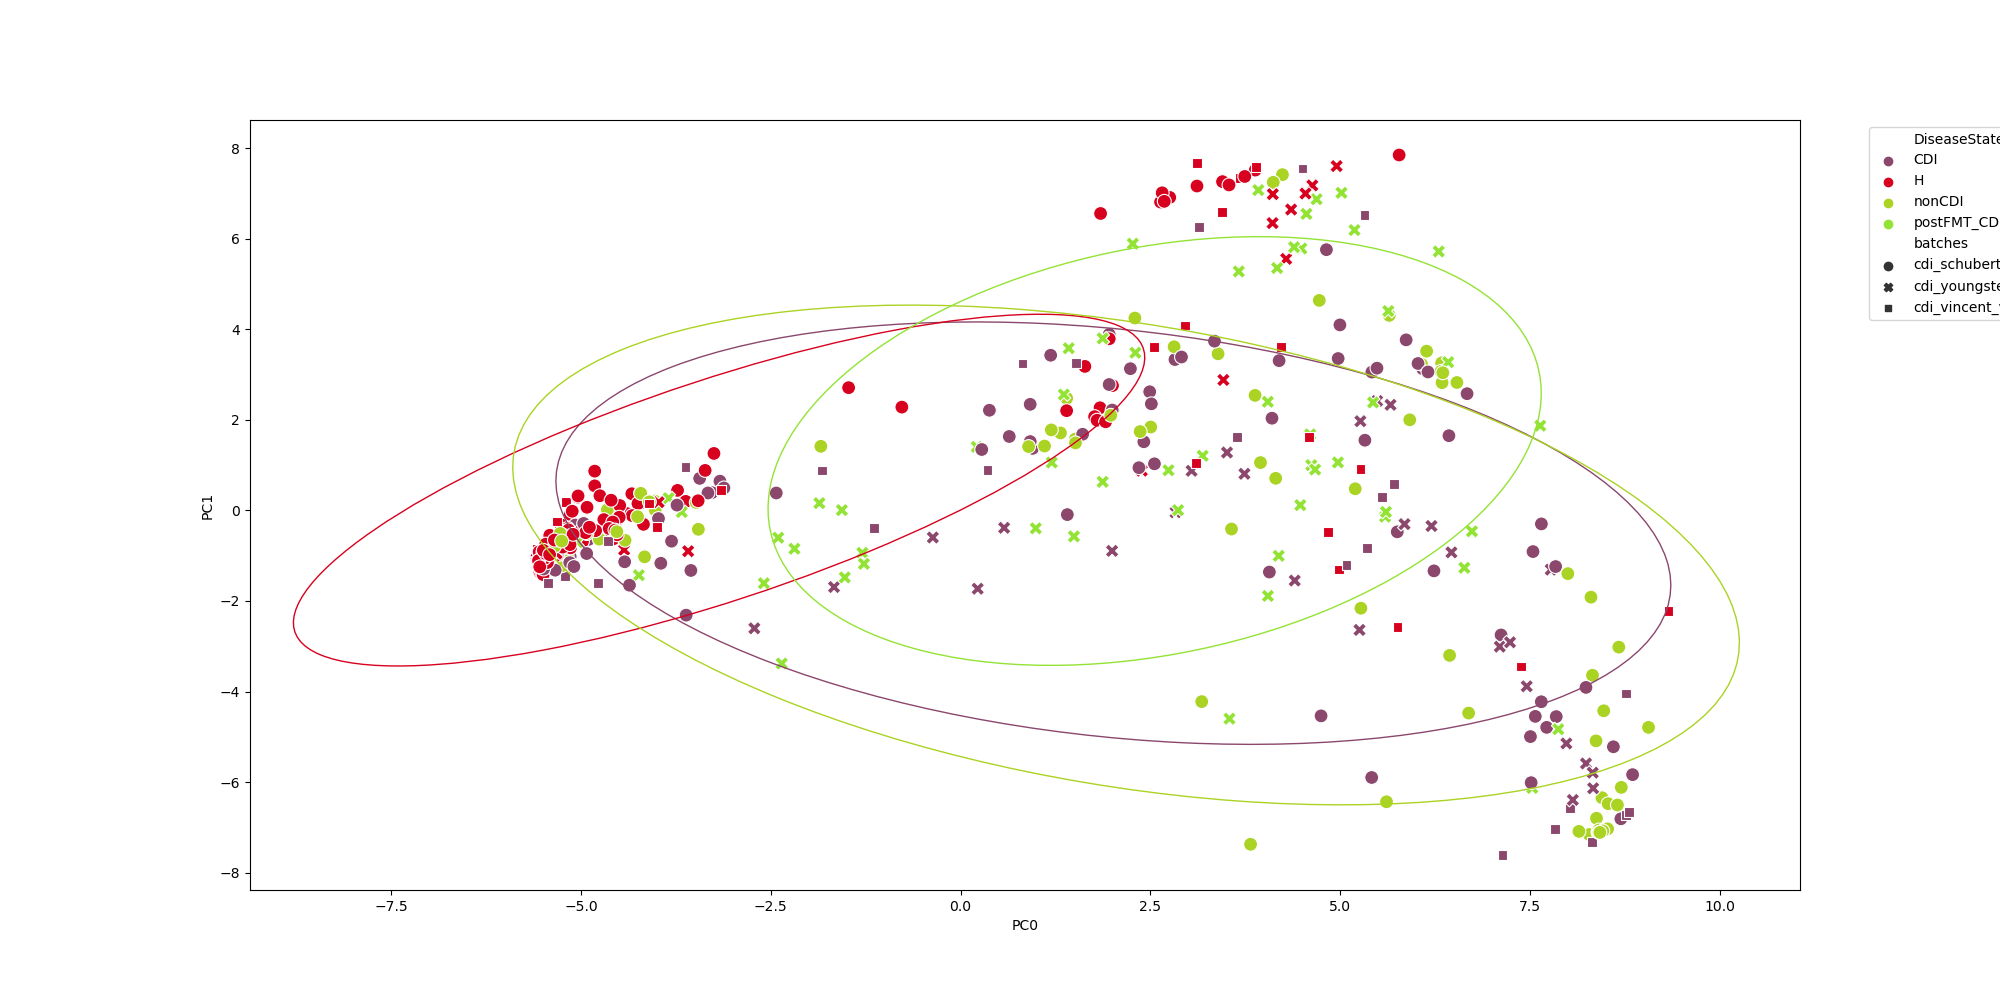 8
6
4
2
0
−2
−4
−6
−8
PC1
−7.5 −5.0 −2.5 0.0 2.5 5.0 7.5 10.0
PC0
DiseaseState
CDI
H
nonCDI
postFMT_CD
batches
cdi_schubert
cdi_youngste
cdi_vincent_